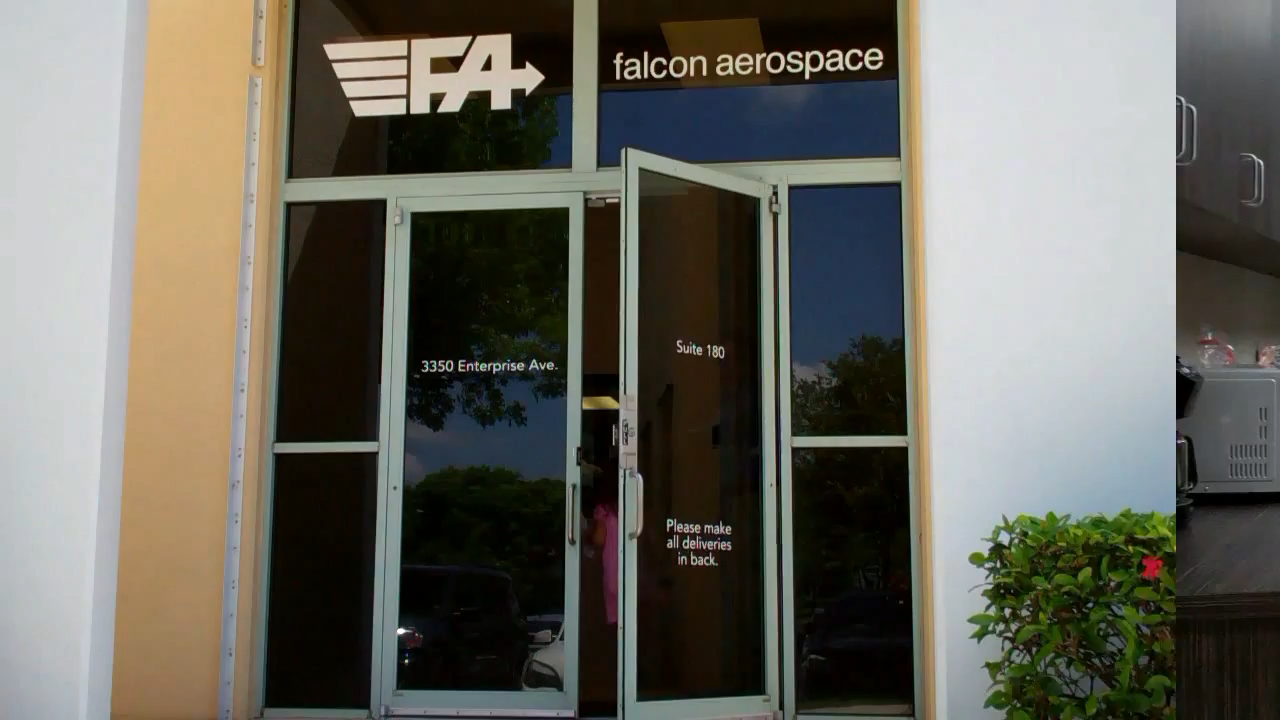 FA
falcon aerospace
3350 Enterprise Ave.
Suite 180
Please make
all deliveries
in back.